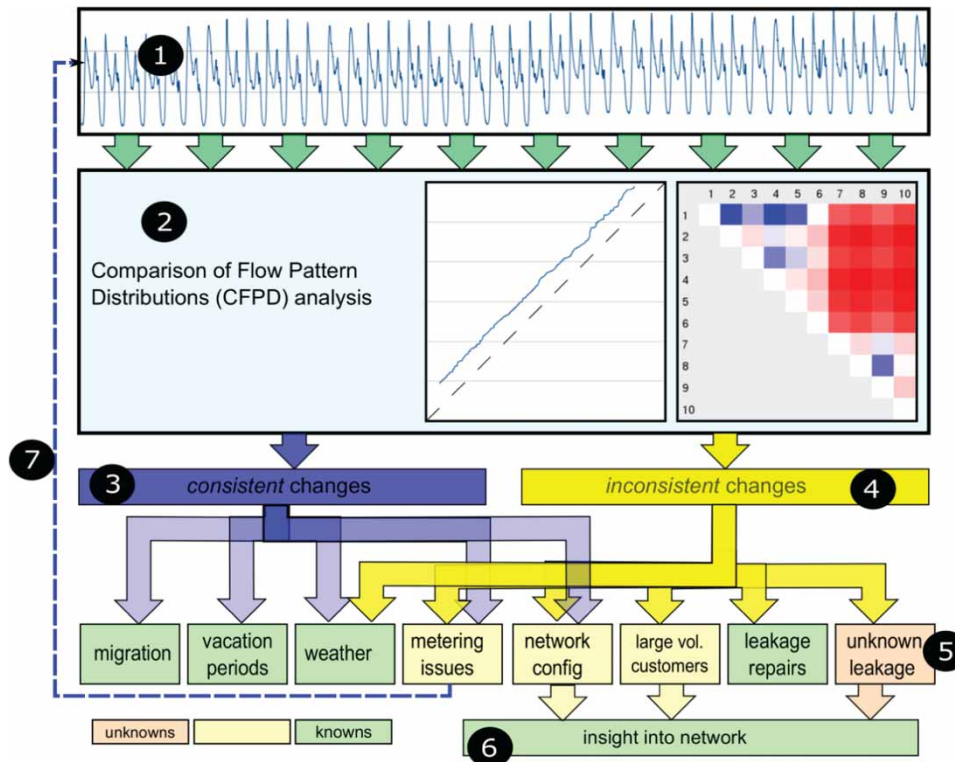 1
2
Comparison of Flow Pattern
Distributions (CFPD) analysis
1 2 3 4 5 6 7 8 9 10
1
2
3
4
5
6
7
8
9
10
7
3
consistent changes
inconsistent changes
4
migration
vacation
periods
weather
metering
issues
network
config
large vol.
customers
leakage
repairs
unknown
leakage
5
unknowns
knowns
6
insight into network